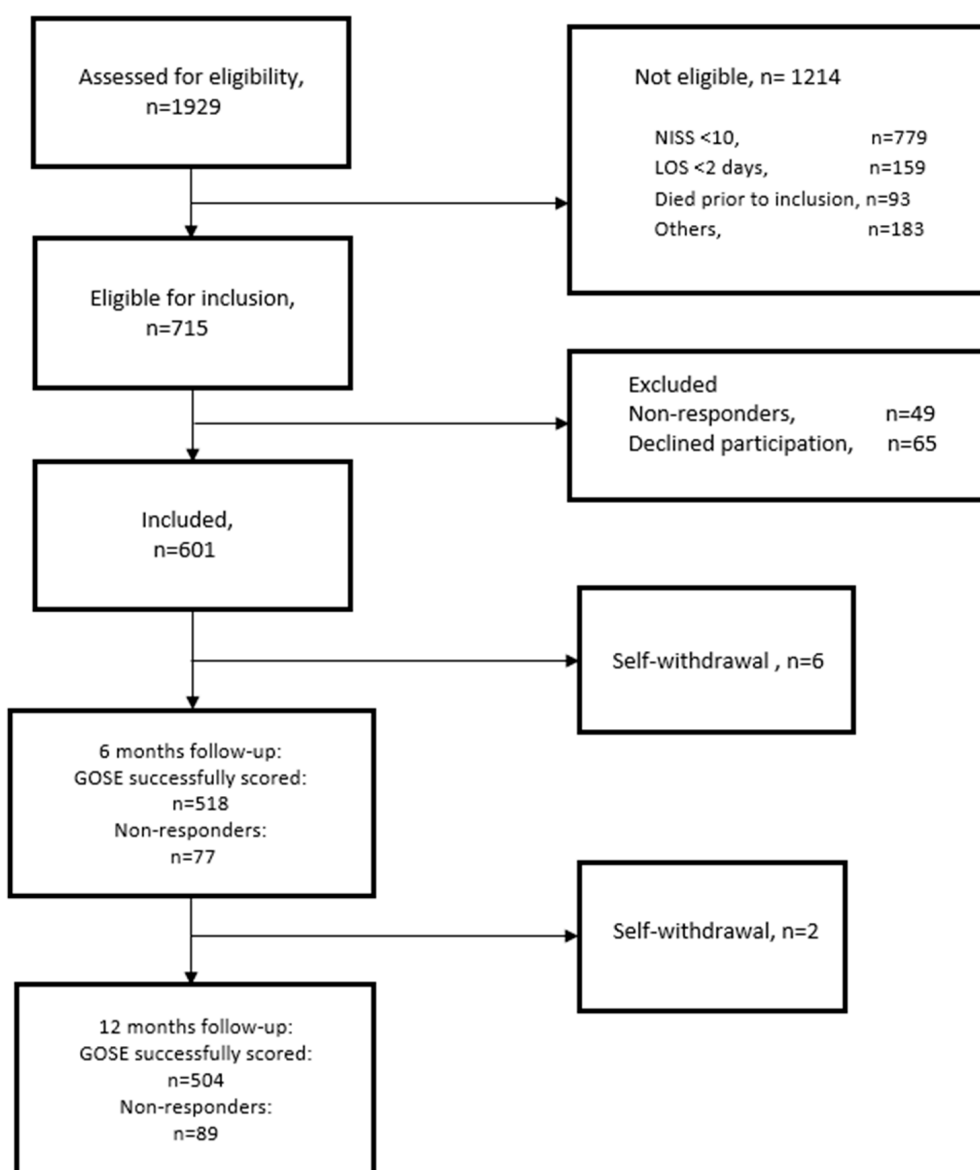 Assessed for eligibility,
n=1929
Not eligible, n= 1214
NISS <10, n=779
LOS <2 days, n=159
Died prior to inclusion, n=93
Others, n=183
Eligible for inclusion,
n=715
Excluded
Non-responders, n=49
Declined participation, n=65
Included,
n=601
Self-withdrawal , n=6
6 months follow-up:
GOSE successfully scored:
n=518
Non-responders:
n=77
Self-withdrawal, n=2
12 months follow-up:
GOSE successfully scored:
n=504
Non-responders:
n=89